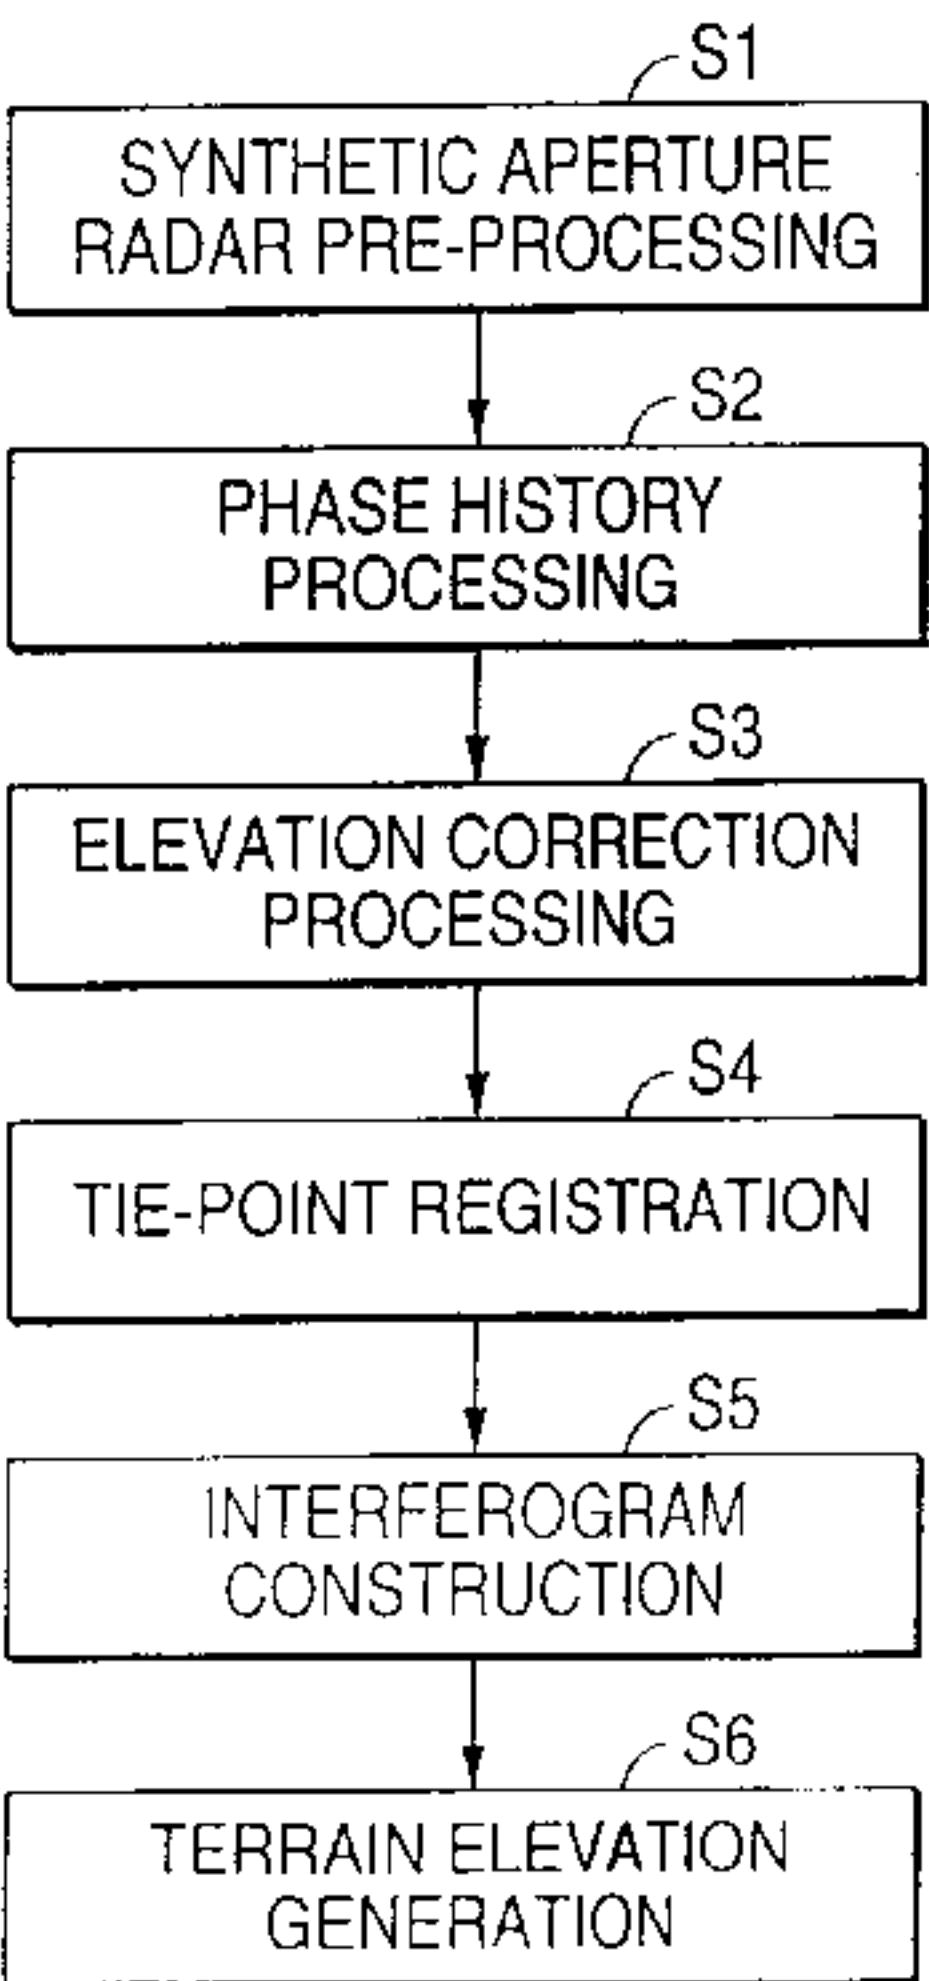 S1
SYNTHETIC APERTURE
RADAR PRE-PROCESSING
S2
PHASE HISTORY
PROCESSING
S3
ELEVATION CORRECTION
PROCESSING
S4
TIE-POINT REGISTRATION
S5
INTERFEROGRAM
CONSTRUCTION
S6
TERRAIN ELEVATION
GENERATION